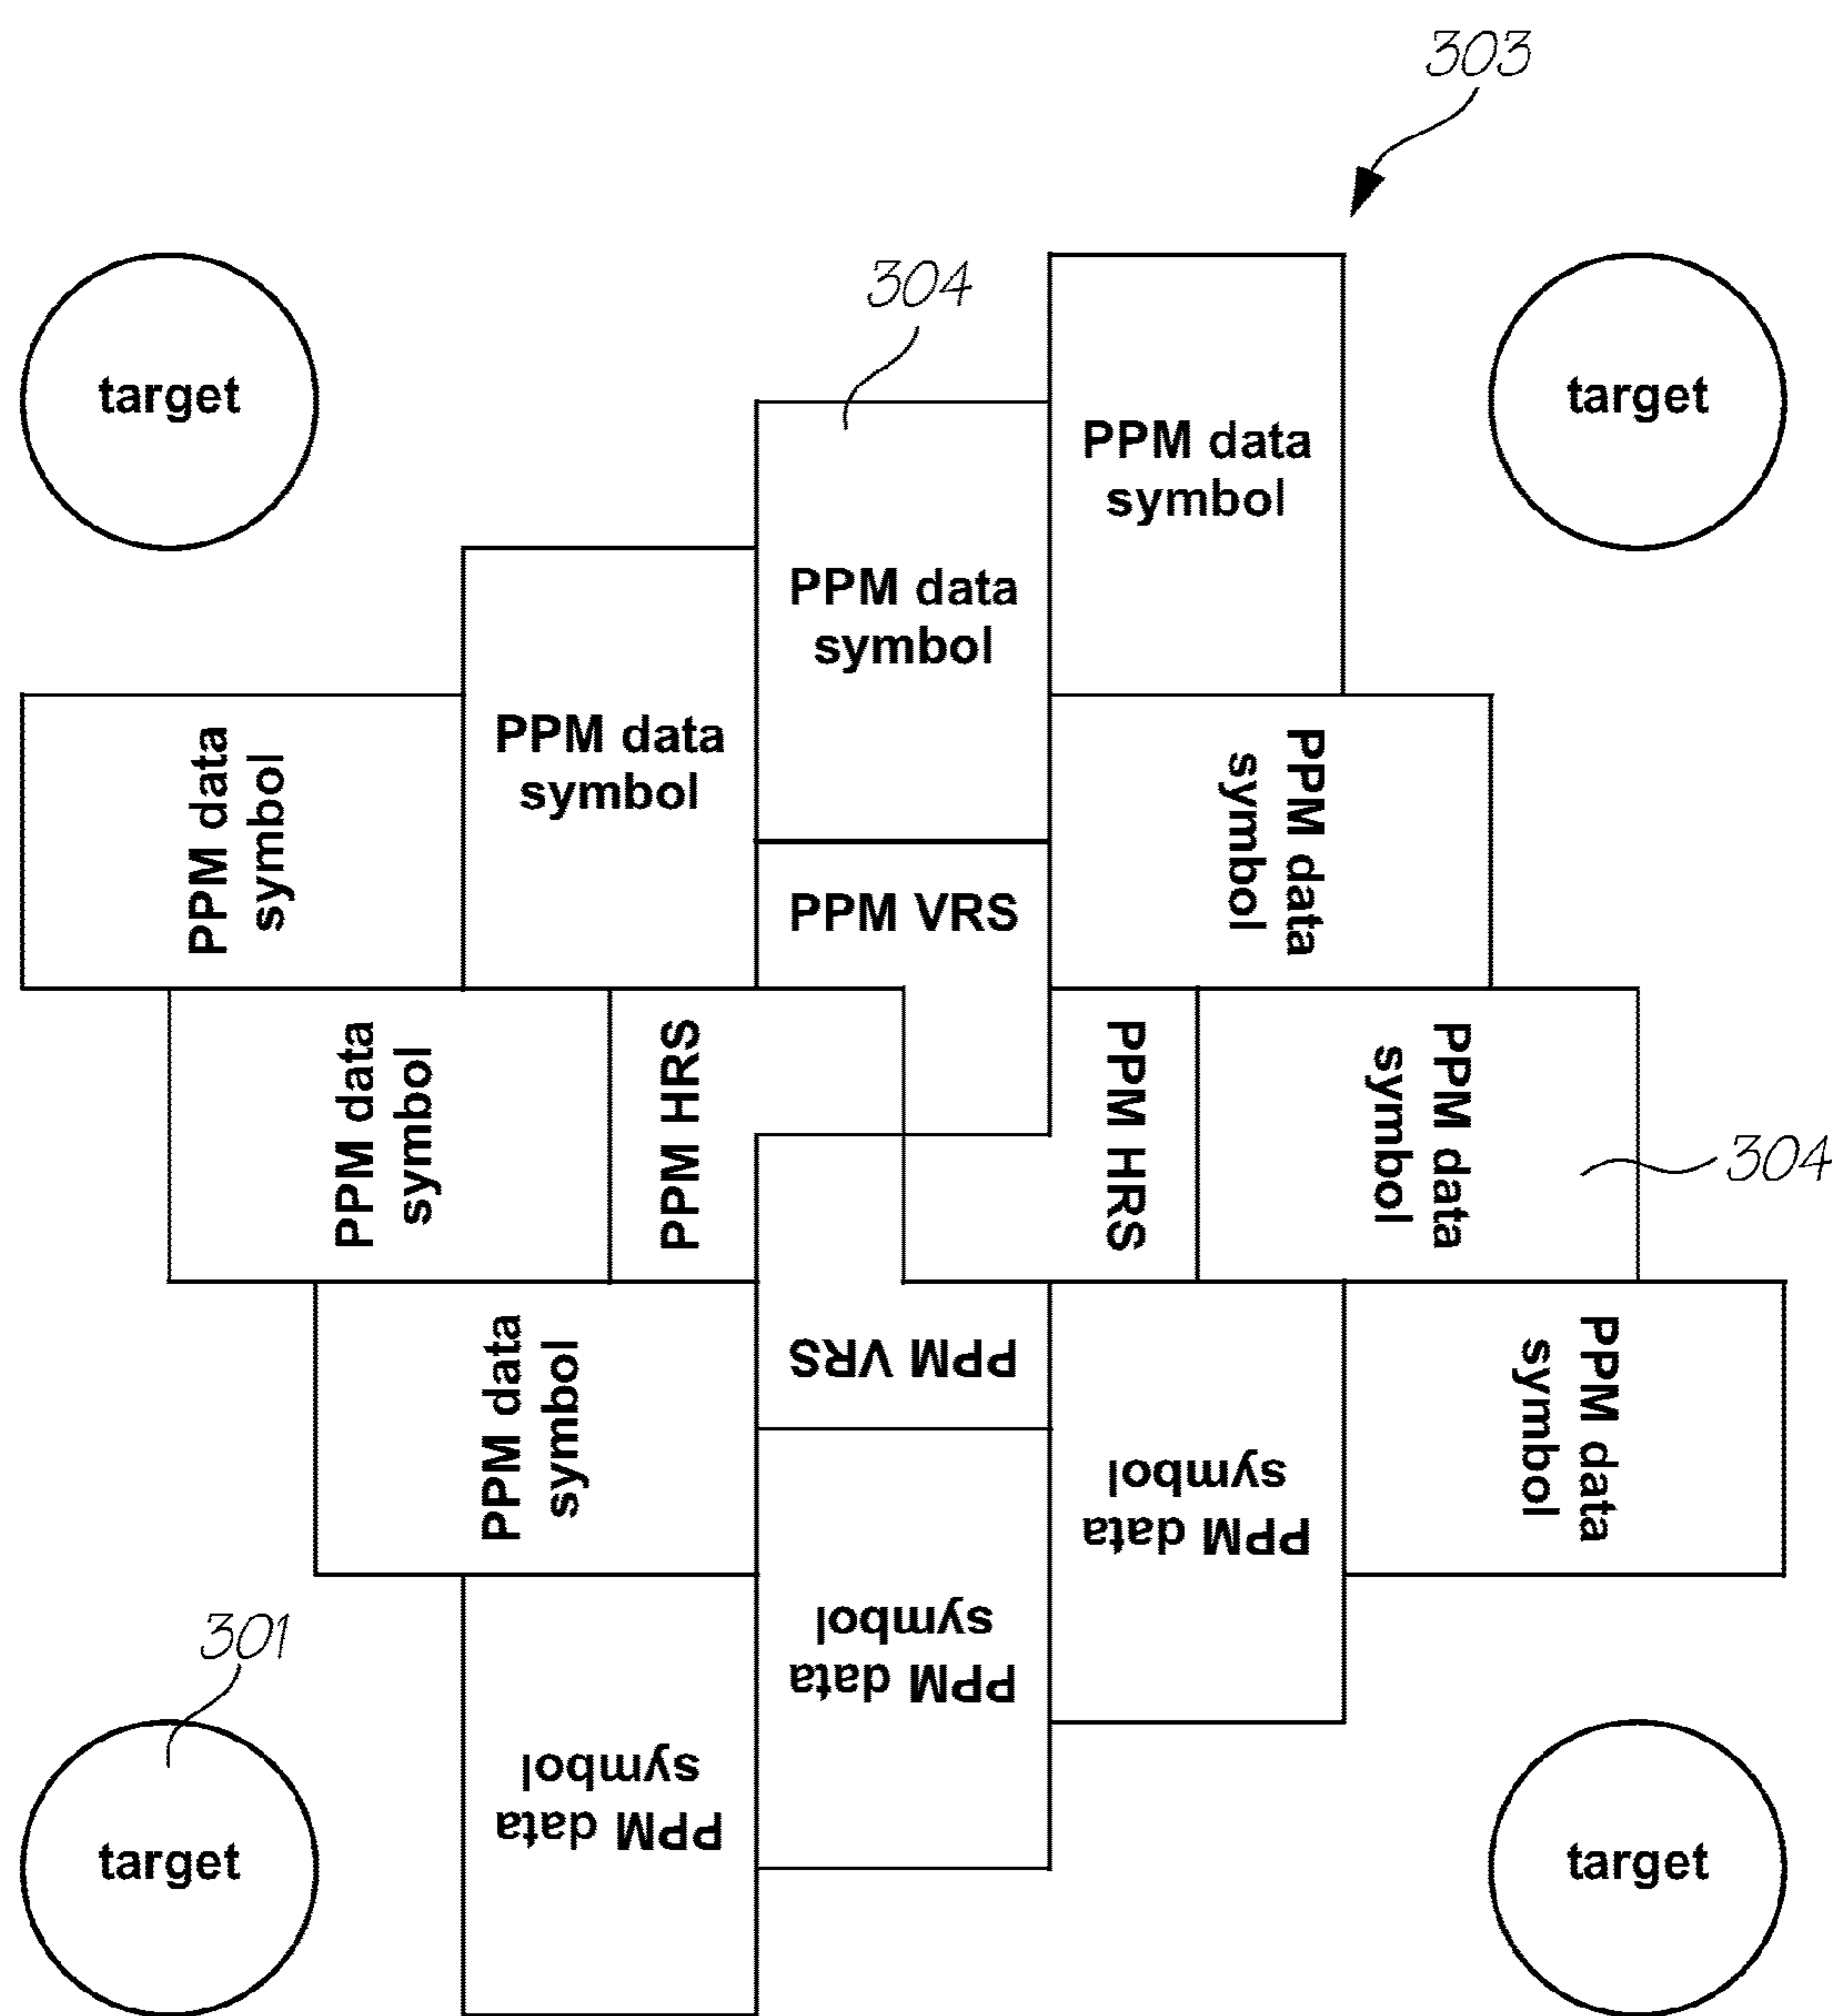 303
304
target
target
PPM data
symbol
PPM data
symbol
PPM data
symbol
PPM data
symbol
PPM data
symbol
PPM VRS
PPM data
symbol
PPM HRS
PPM HRS
PPM data
symbol
304
PPM data
symbol
PPM VRS
PPM data
symbol
PPM data
symbol
PPM data
symbol
PPM data
symbol
301
target
target